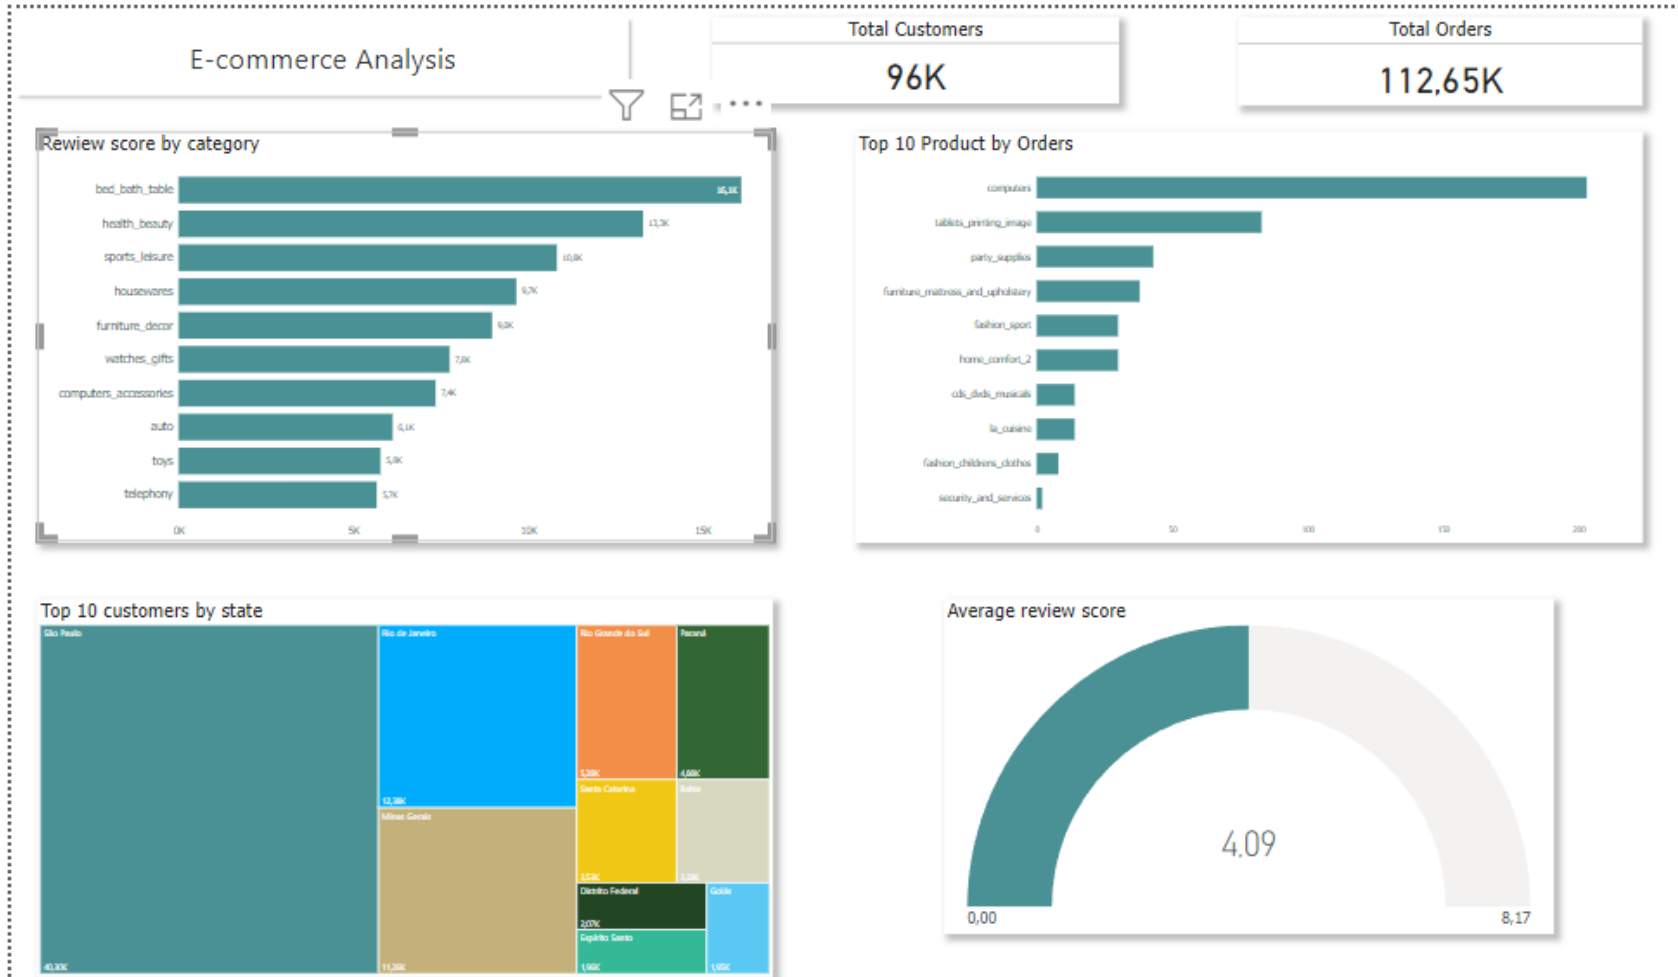 E-commerce Analysis
Total Customers
96K
Total Orders
112,65K
Rewiew score by category
bed_bath_table
16,1K
health_beauty
13,3K
sports_leisure
10,8K
housewares
9,7K
furniture_decor
9,0K
watches_gifts
7,8K
computers_accessories
7,4K
auto
6,1K
toys
5,8K
telephony
5,7K
0K
5K
10K
15K
Top 10 Product by Orders
computers
tablets_printing_image
party_supplies
furniture_mattress_and_upholstery
fashion_sport
home_comfort_2
cds_dvds_musicals
la_cuisine
fashion_childrens_clothes
security_and_services
0
50
100
150
200
Top 10 customers by state
São Paulo
40,30K
Rio de Janeiro
12,38K
Minas Gerais
11,26K
Rio Grande do Sul
5,28K
Paraná
4,88K
Santa Catarina
3,53K
Bahia
3,28K
Distrito Federal
2,07K
Espírito Santo
1,96K
Goiás
1,95K
Average review score
4,09
0,00
8,17